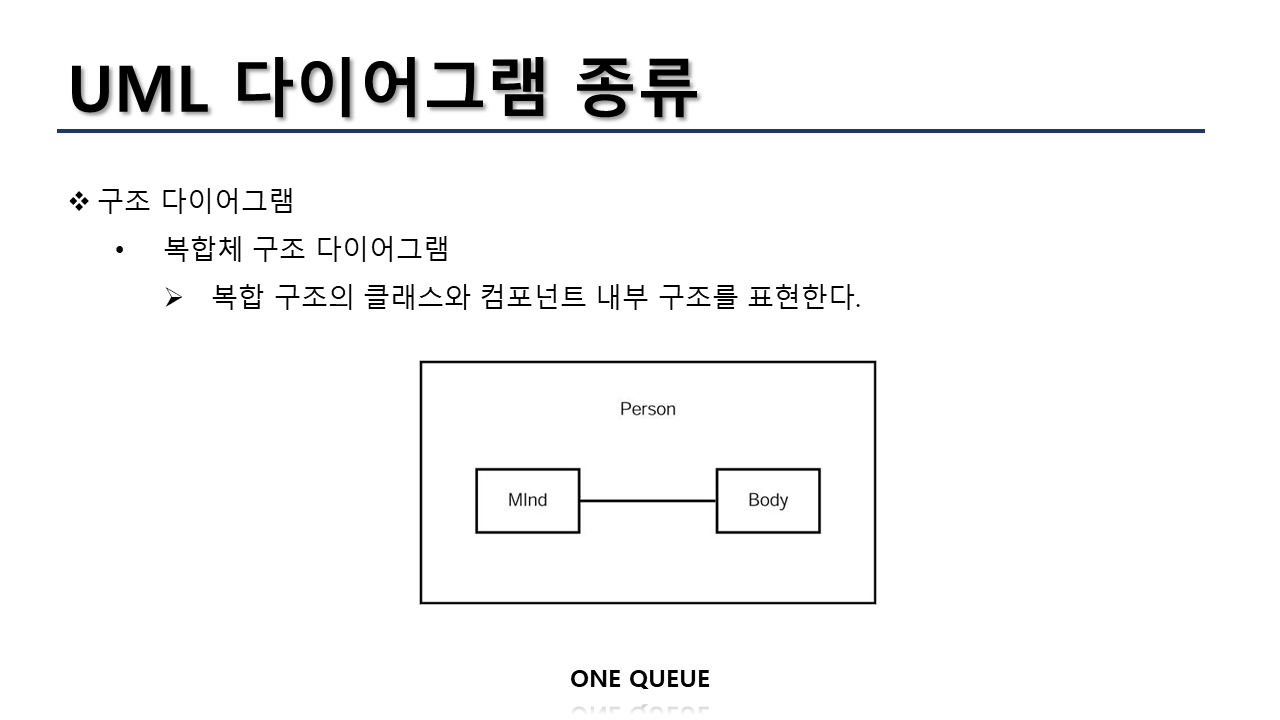 UML 다이어그램 종류
❖ 구조 다이어그램
• 복합체 구조 다이어그램
➢ 복합 구조의 클래스와 컴포넌트 내부 구조를 표현한다.
Person
MInd Body
ONE QUEUE